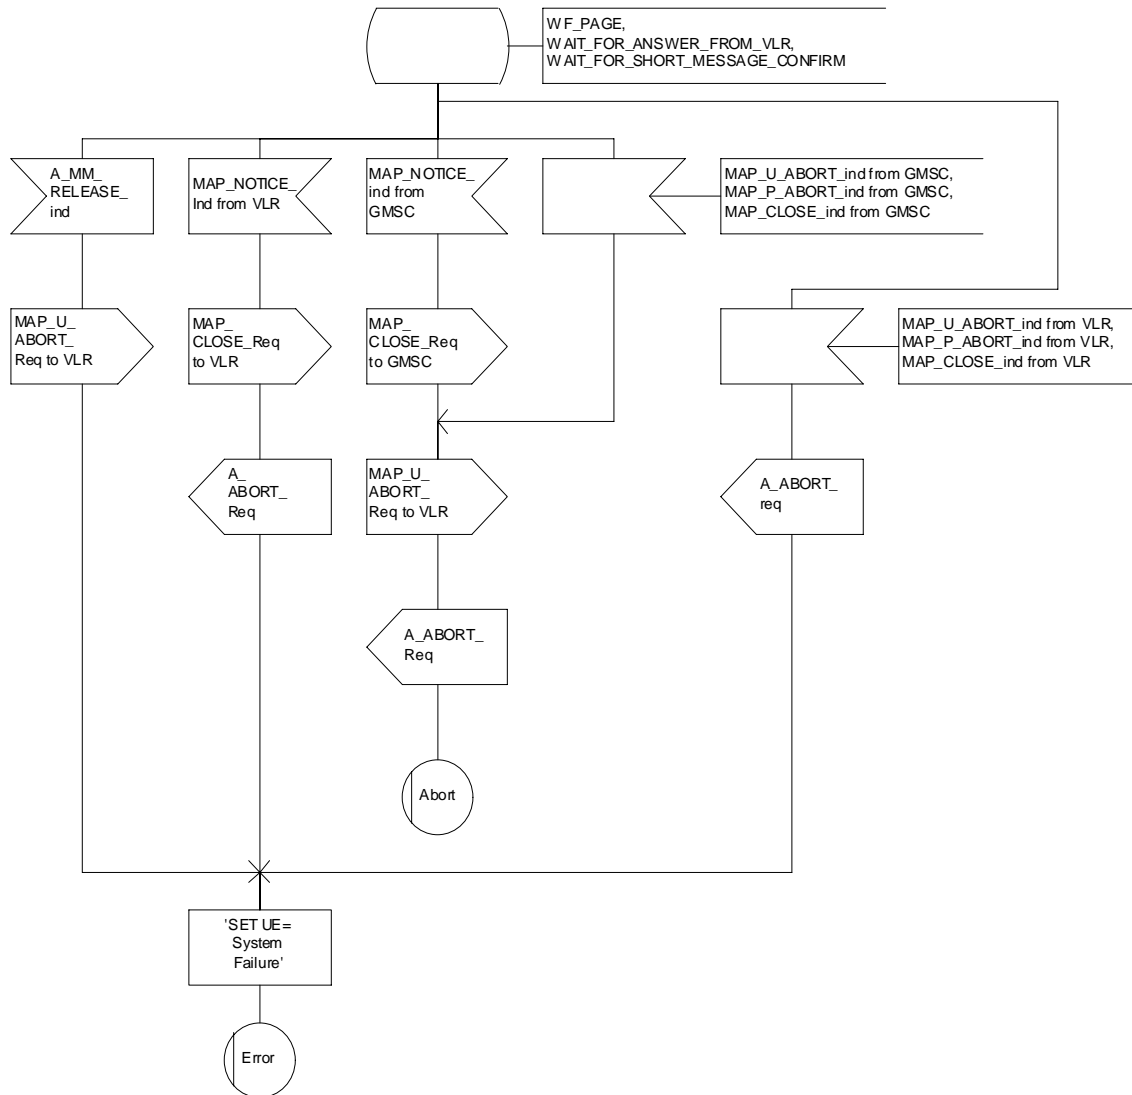 WF_PAGE,
WAIT_FOR_ANSWER_FROM_VLR,
WAIT_FOR_SHORT_MESSAGE_CONFIRM
A_MM_
RELEASE_
ind
MAP_NOTICE_
Ind from VLR
MAP_NOTICE_
ind from
GMSC
MAP_U_ABORT_ind from GMSC,
MAP_P_ABORT_ind from GMSC,
MAP_CLOSE_ind from GMSC
MAP_U_
ABORT_
Req to VLR
MAP_
CLOSE_Req
to VLR
MAP_
CLOSE_Req
to GMSC
MAP_U_ABORT_ind from VLR,
MAP_P_ABORT_ind from VLR,
MAP_CLOSE_ind from VLR
A_
ABORT_
Req
MAP_U_
ABORT_
Req to VLR
A_ABORT_
req
A_ABORT_
Req
Abort
'SET UE=
System
Failure'
Error